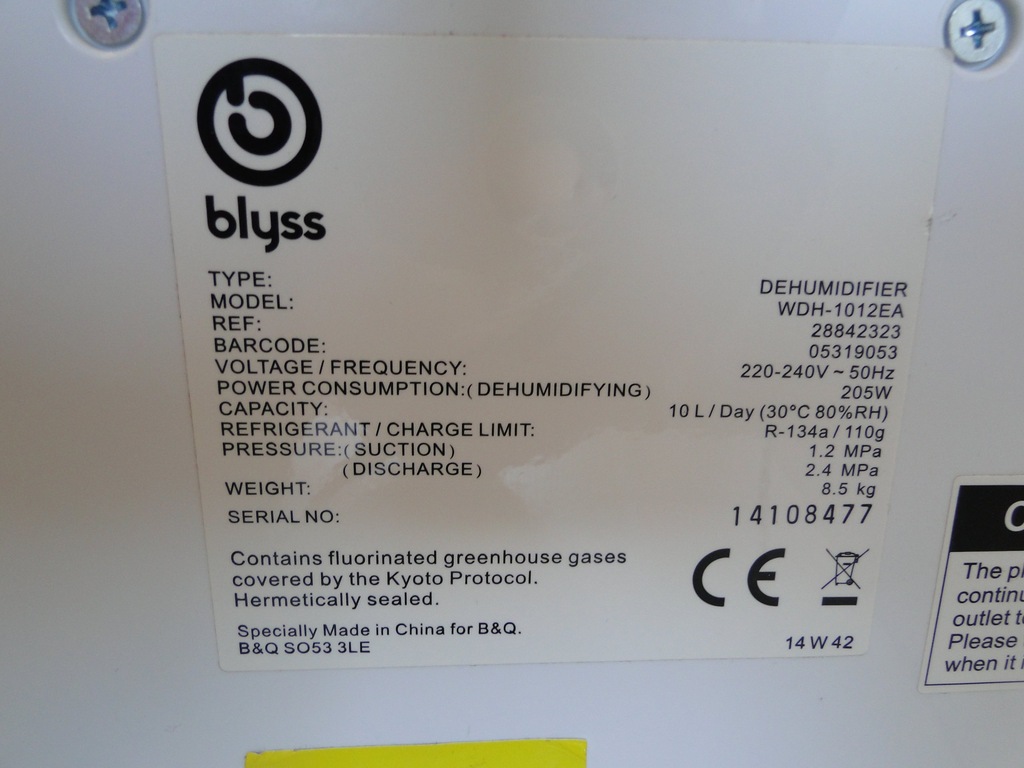 blyss
TYPE: DEHUMIDIFIER
MODEL: WDH-1012EA
REF: 28842323
BARCODE: 05319053
VOLTAGE / FREQUENCY: 220-240V ~ 50Hz
POWER CONSUMPTION:( DEHUMIDIFYING ) 205W
CAPACITY: 10 L / Day (30°C 80%RH)
REFRIGERANT / CHARGE LIMIT: R-134a / 110g
PRESSURE:( SUCTION ) 1.2 MPa
( DISCHARGE ) 2.4 MPa
WEIGHT: 8.5 kg
SERIAL NO: 14108477
Contains fluorinated greenhouse gases
covered by the Kyoto Protocol.
Hermetically sealed.
CE
Specially Made in China for B&Q.
B&Q SO53 3LE
14 W 42
The
outlet
Please
when it